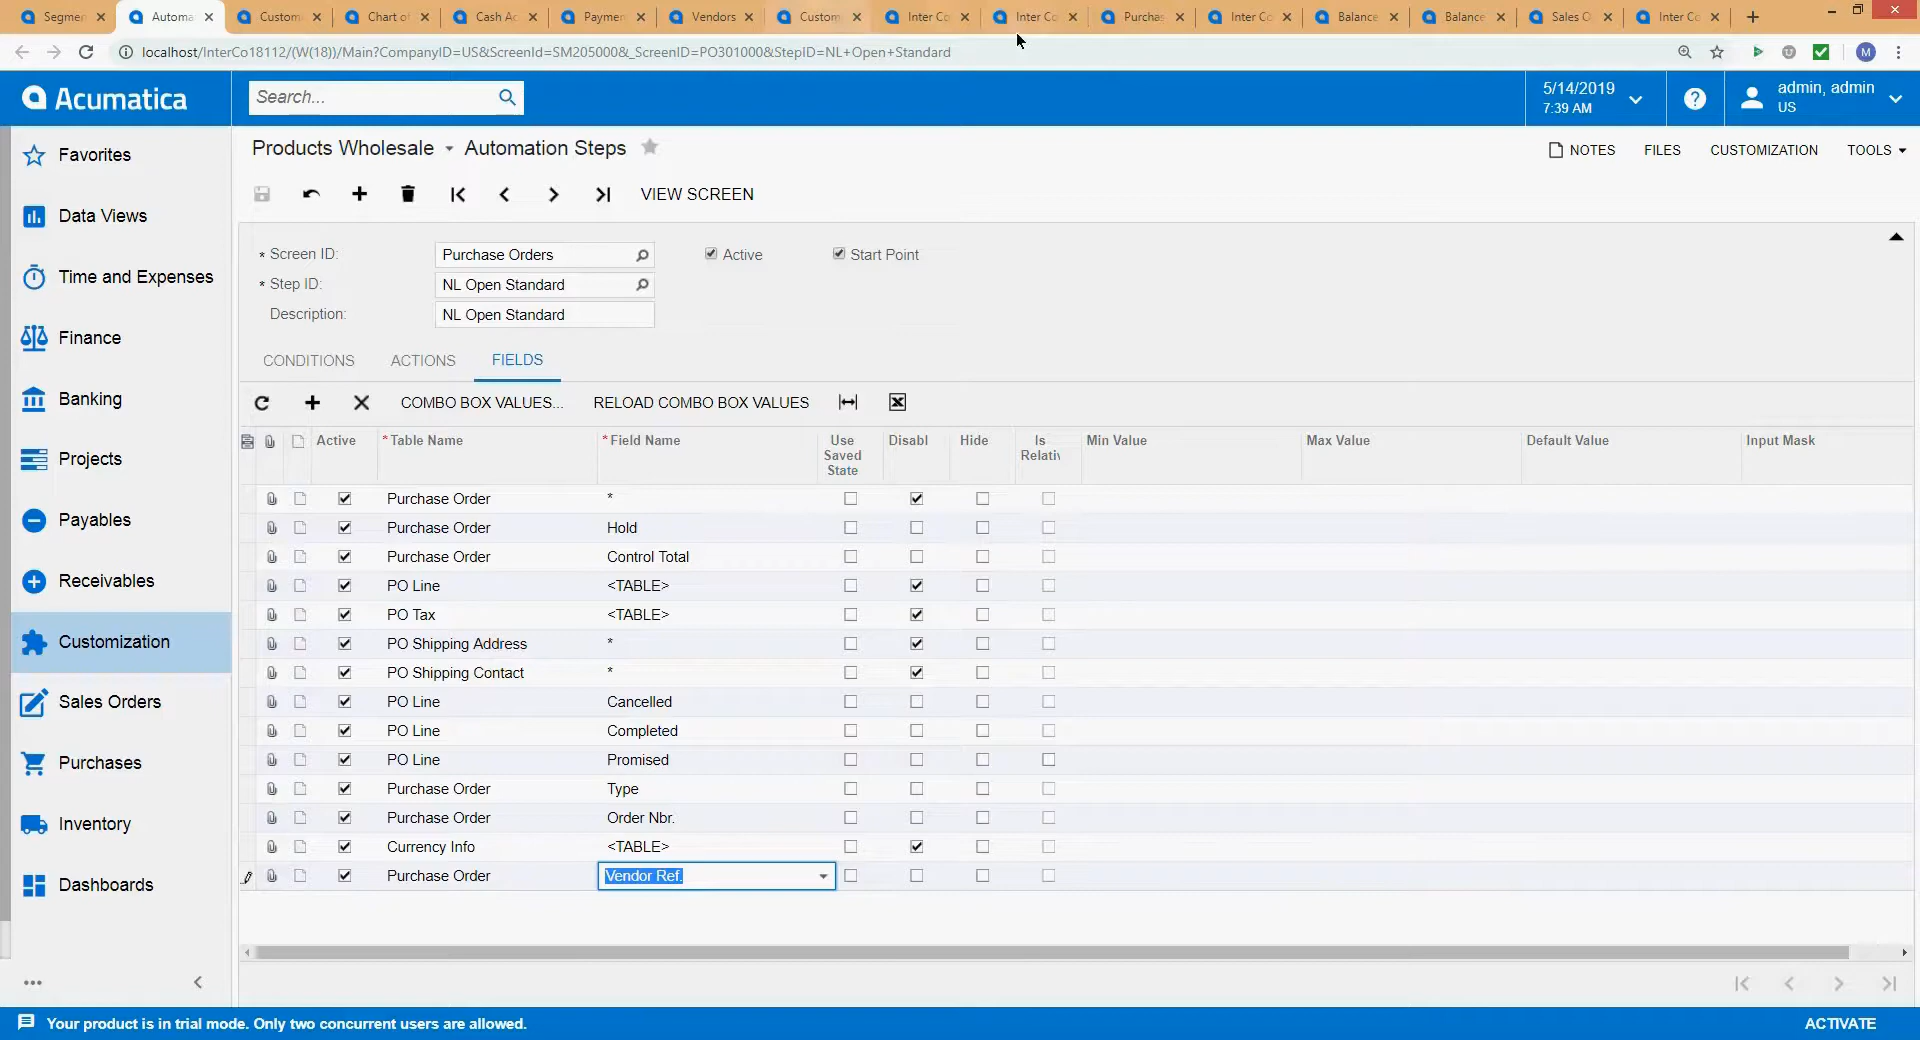 Segmen
Automa
Custom
Chart of
Cash Ac
Paymen
Vendors
Custom
Inter Co
Inter Co
Purchas
Inter Co
Balance
Balance
Sales O
Inter Co
localhost/InterCo18112/(W(18))/Main?CompanyID=US&ScreenId=SM205000&_ScreenID=PO301000&StepID=NL+Open+Standard
M
Acumatica
Search...
5/14/2019
7:39 AM
admin, admin
US
Favorites
Data Views
Time and Expenses
Finance
Banking
Projects
Payables
Receivables
Customization
Sales Orders
Purchases
Inventory
Dashboards
Products Wholesale Automation Steps
NOTES FILES CUSTOMIZATION TOOLS
VIEW SCREEN
* Screen ID: Purchase Orders Active Start Point
* Step ID: NL Open Standard
Description: NL Open Standard
CONDITIONS ACTIONS FIELDS
COMBO BOX VALUES... RELOAD COMBO BOX VALUES
Active * Table Name * Field Name Use Saved State Disabl Hide Is Relativ Min Value Max Value Default Value Input Mask
Purchase Order *
Purchase Order Hold
Purchase Order Control Total
PO Line <TABLE>
PO Tax <TABLE>
PO Shipping Address *
PO Shipping Contact *
PO Line Cancelled
PO Line Completed
PO Line Promised
Purchase Order Type
Purchase Order Order Nbr.
Currency Info <TABLE>
Purchase Order Vendor Ref.
Your product is in trial mode. Only two concurrent users are allowed.
ACTIVATE